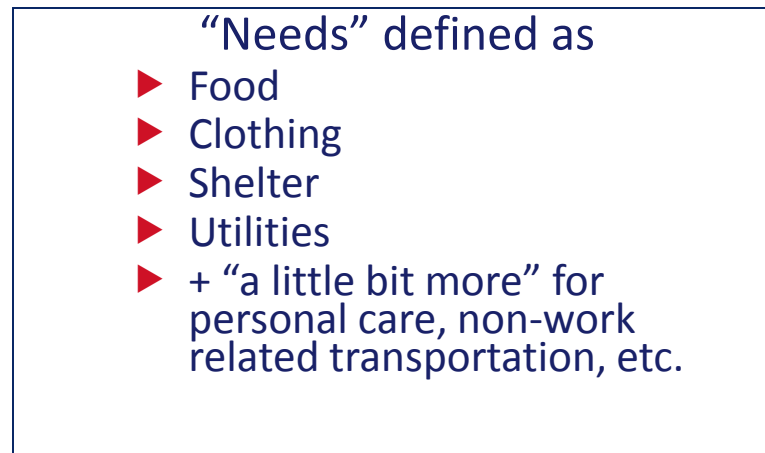 “Needs” defined as
Food
Clothing
Shelter
Utilities
+ “a little bit more” for
personal care, non-work
related transportation, etc.